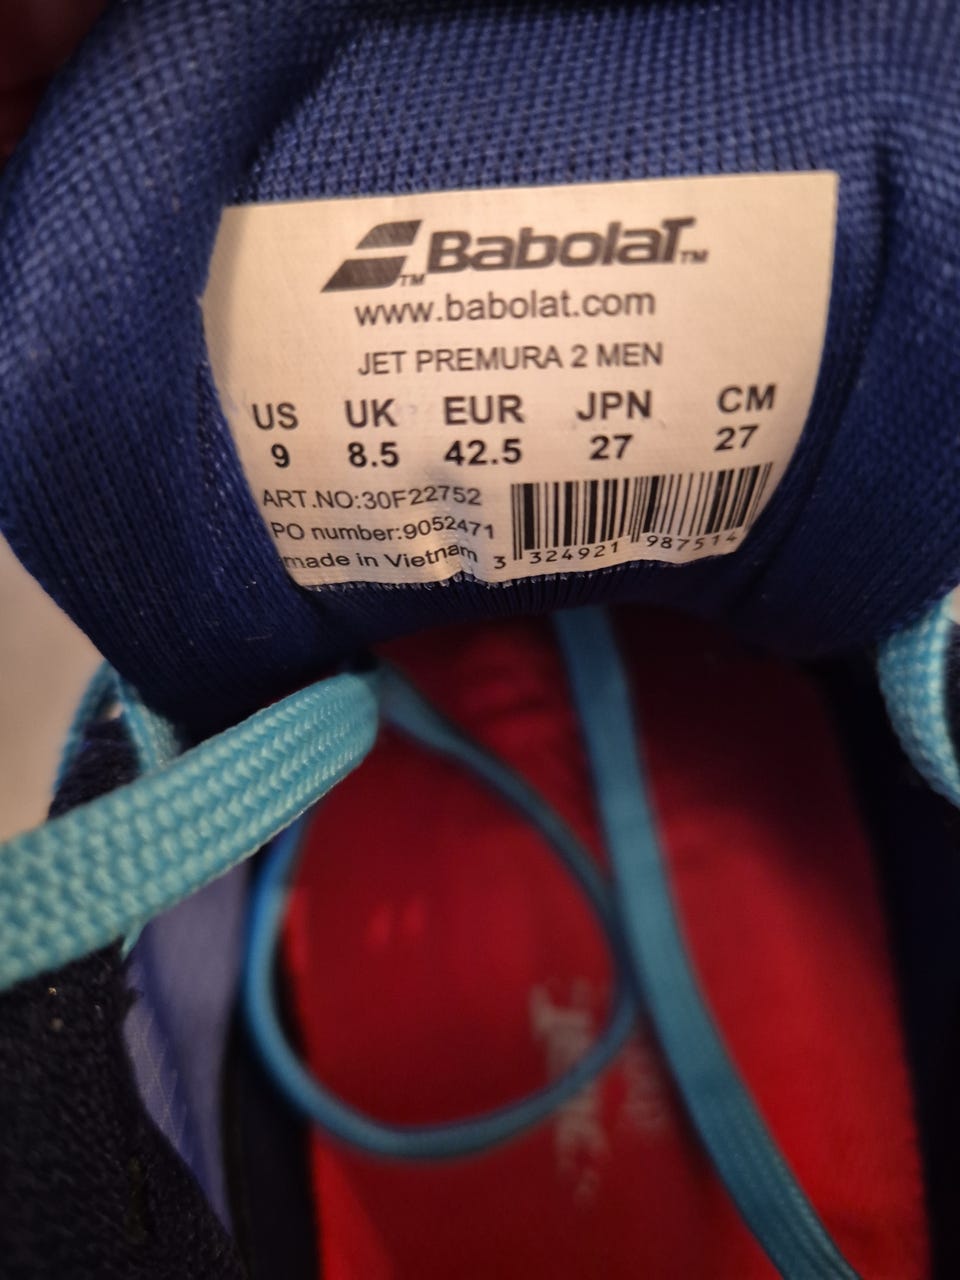 BabolaT™
www.babolat.com
JET PREMURA 2 MEN
US UK EUR JPN CM
9 8.5 42.5 27 27
ART.NO:30F22752
PO number:9052471
made in Vietnam
3 324921 987514